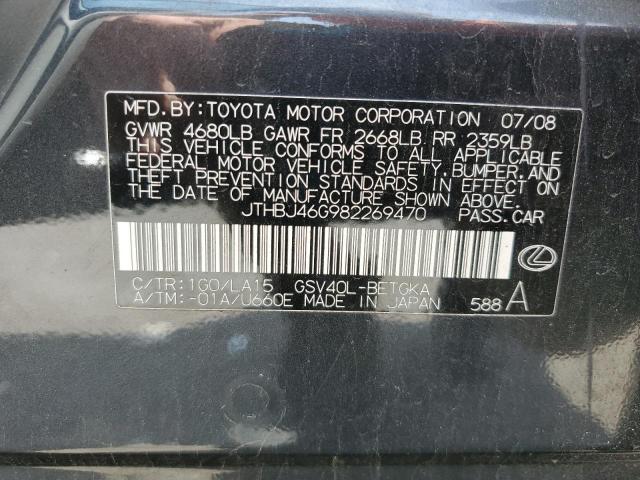 MFD. BY: TOYOTA MOTOR CORPORATION 07/08
GVWR 4680LB GAWR FR 2668LB RR 2359LB
THIS VEHICLE CONFORMS TO ALL APPLICABLE
FEDERAL MOTOR VEHICLE SAFETY, BUMPER, AND
THEFT PREVENTION STANDARDS IN EFFECT ON
THE DATE OF MANUFACTURE SHOWN ABOVE.
JTHBJ46G982269470 PASS. CAR
C/TR: 1G0/LA15 GSV40L-BETGKA
A/TM: -01A/U660E MADE IN JAPAN 588 A